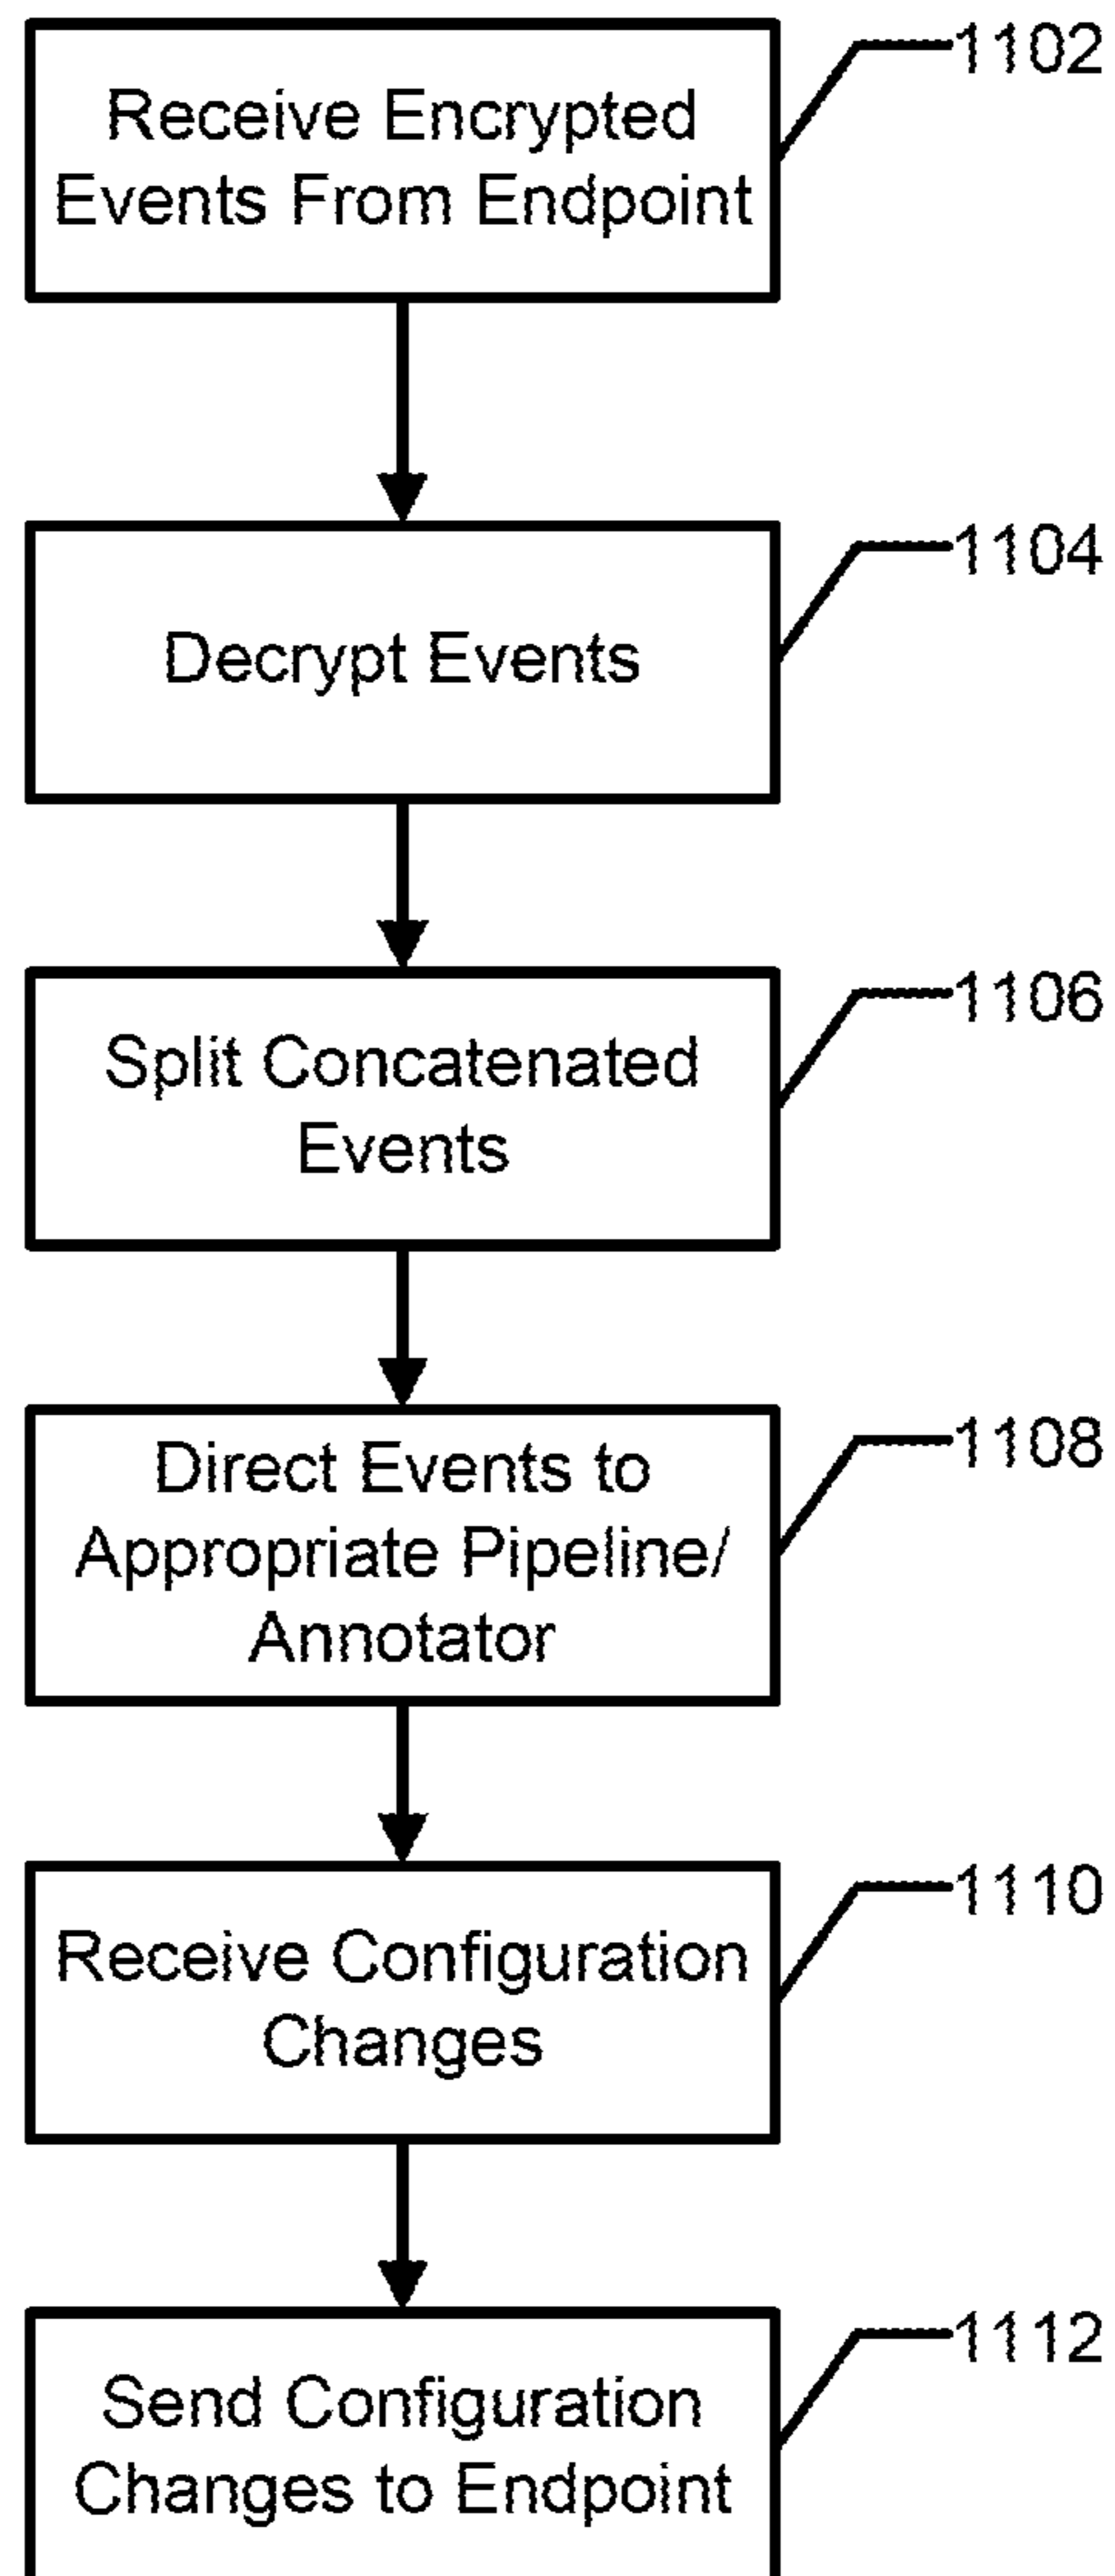 Receive Encrypted
Events From Endpoint
1102
Decrypt Events
1104
Split Concatenated
Events
1106
Direct Events to
Appropriate Pipeline/
Annotator
1108
Receive Configuration
Changes
1110
Send Configuration
Changes to Endpoint
1112